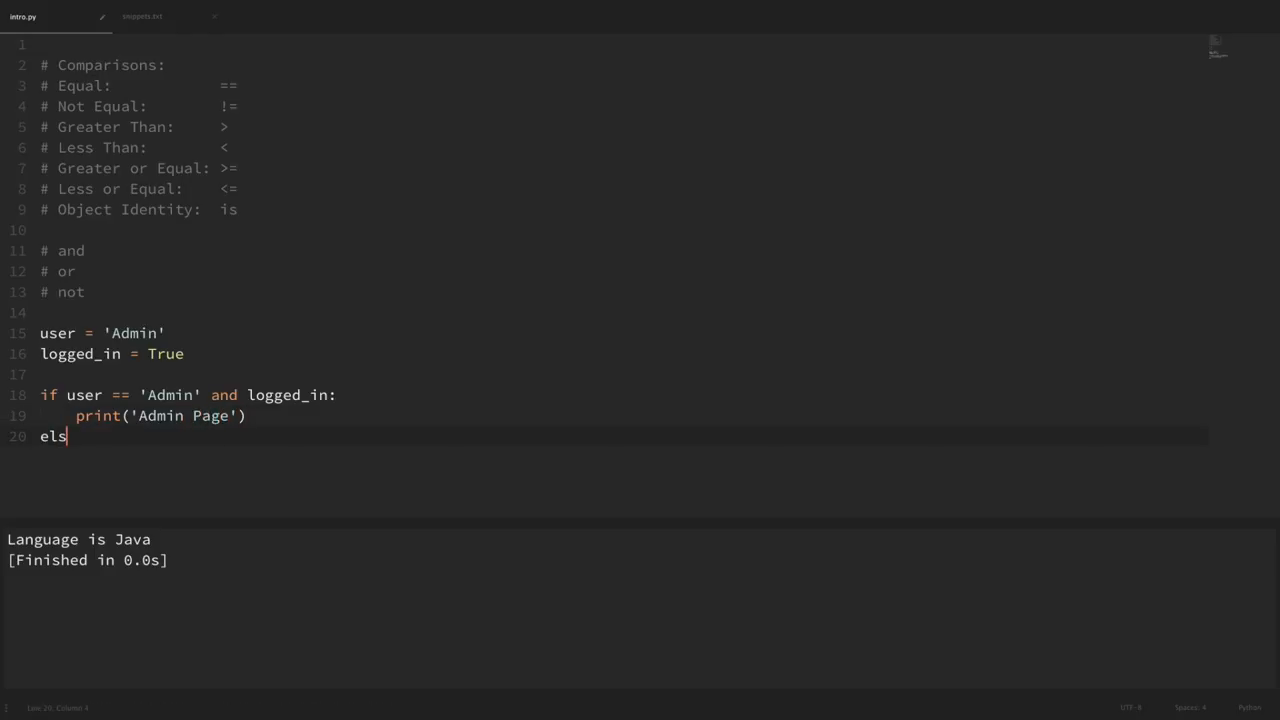 intro.py
snippets.txt
1
2 # Comparisons:
3 # Equal: ==
4 # Not Equal: !=
5 # Greater Than: >
6 # Less Than: <
7 # Greater or Equal: >=
8 # Less or Equal: <=
9 # Object Identity: is
10
11 # and
12 # or
13 # not
14
15 user = 'Admin'
16 logged_in = True
17
18 if user == 'Admin' and logged_in:
19 print('Admin Page')
20 els
Language is Java
[Finished in 0.0s]
Line 20, Column 4 UTF-8 Spaces: 4 Python